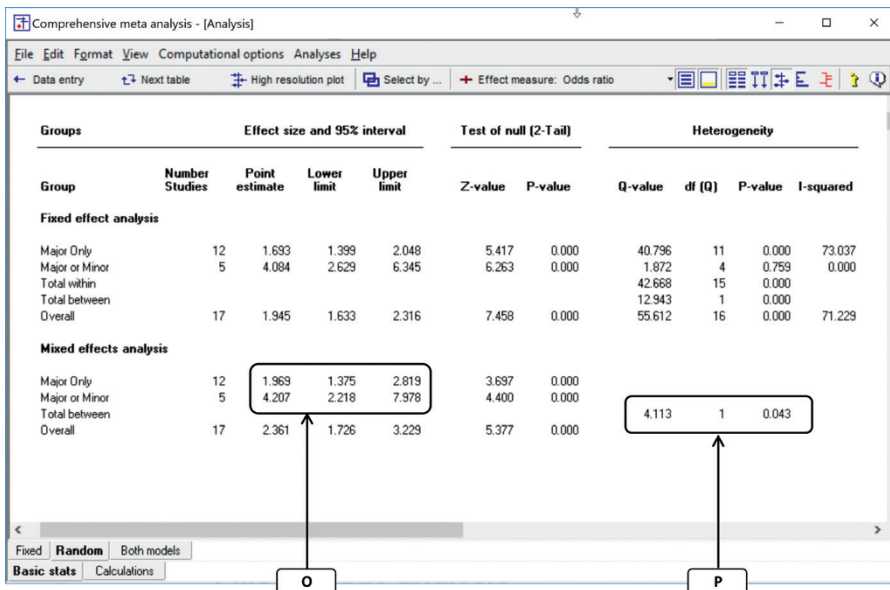 Comprehensive meta analysis - [Analysis]
File Edit Format View Computational options Analyses Help
← Data entry Next table High resolution plot Select by ... Effect measure: Odds ratio
Groups Effect size and 95% interval Test of null (2-Tail) Heterogeneity
Group Number Studies Point estimate Lower limit Upper limit Z-value P-value Q-value df (Q) P-value I-squared
Fixed effect analysis
Major Only 12 1.693 1.399 2.048 5.417 0.000 40.796 11 0.000 73.037
Major or Minor 5 4.084 2.629 6.345 6.263 0.000 1.872 4 0.759 0.000
Total within 42.668 15 0.000
Total between 12.943 1 0.000
Overall 17 1.945 1.633 2.316 7.458 0.000 55.612 16 0.000 71.229
Mixed effects analysis
Major Only 12 1.969 1.375 2.819 3.697 0.000
Major or Minor 5 4.207 2.218 7.978 4.400 0.000
Total between 4.113 1 0.043
Overall 17 2.361 1.726 3.229 5.377 0.000
Fixed Random Both models
Basic stats Calculations
O P